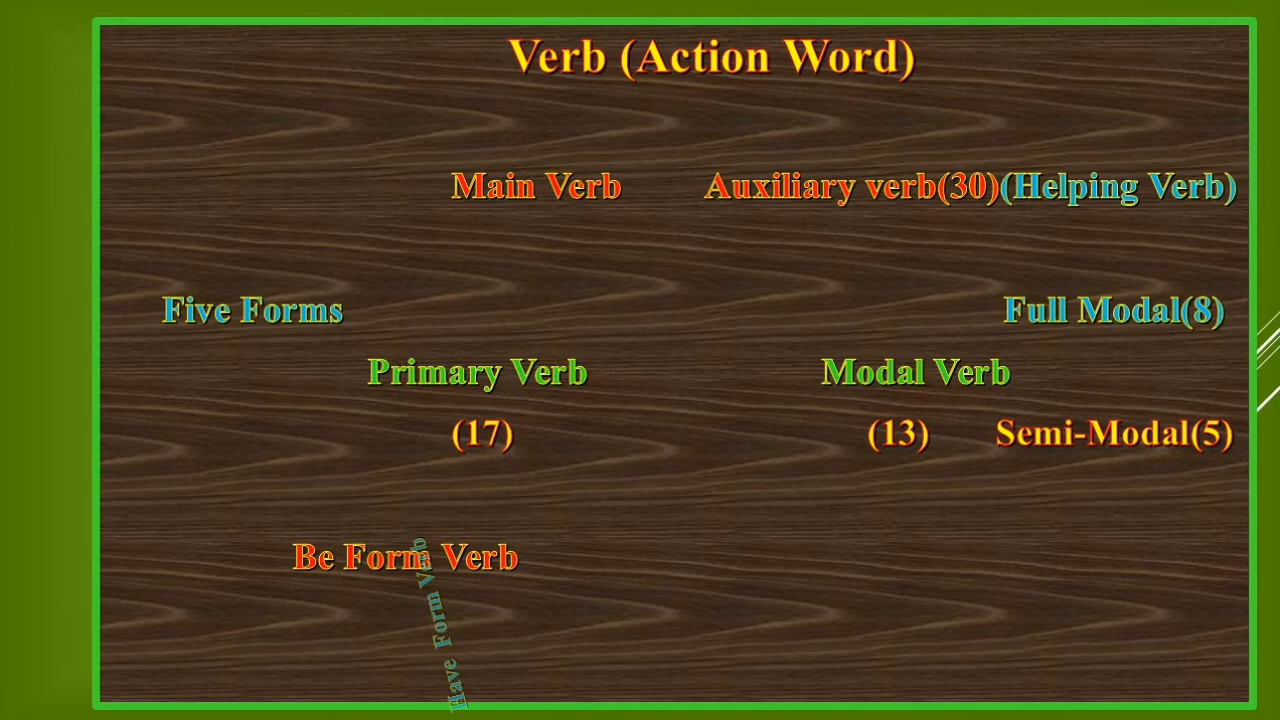 Verb (Action Word)
Main Verb
Auxiliary verb(30)(Helping Verb)
Five Forms
Full Modal(8)
Primary Verb
Modal Verb
(17)
(13)
Semi-Modal(5)
Be Form Verb
Have Form Verb